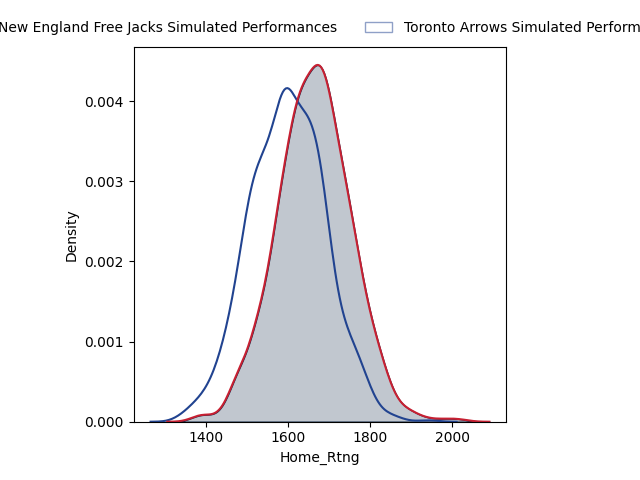 New England Free Jacks Simulated Performances
Toronto Arrows Simulated Perform
0.004
0.003
0.002
0.001
0.000
Density
1400 1600 1800 2000
Home_Rtng